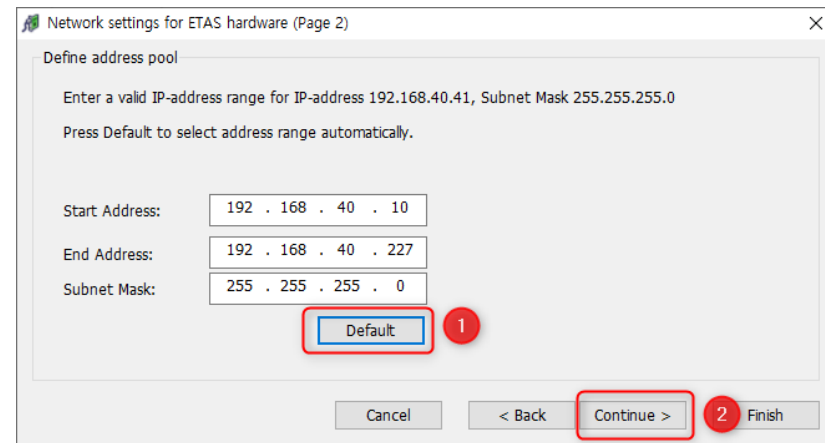 Network settings for ETAS hardware (Page 2)
Define address pool
Enter a valid IP-address range for IP-address 192.168.40.41, Subnet Mask 255.255.255.0
Press Default to select address range automatically.
Start Address: 192 . 168 . 40 . 10
End Address: 192 . 168 . 40 . 227
Subnet Mask: 255 . 255 . 255 . 0
Default 1
Cancel < Back Continue > 2 Finish